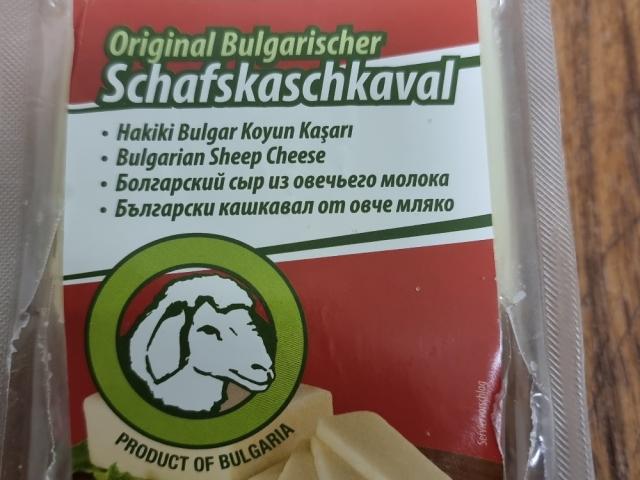 Original Bulgarischer
Schafskaschkaval
• Hakiki Bulgar Koyun Kaşarı
• Bulgarian Sheep Cheese
• Болгарский сыр из овечьего молока
• Български кашкавал от овче мляко
PRODUCT OF BULGARIA
Serviervorschlag